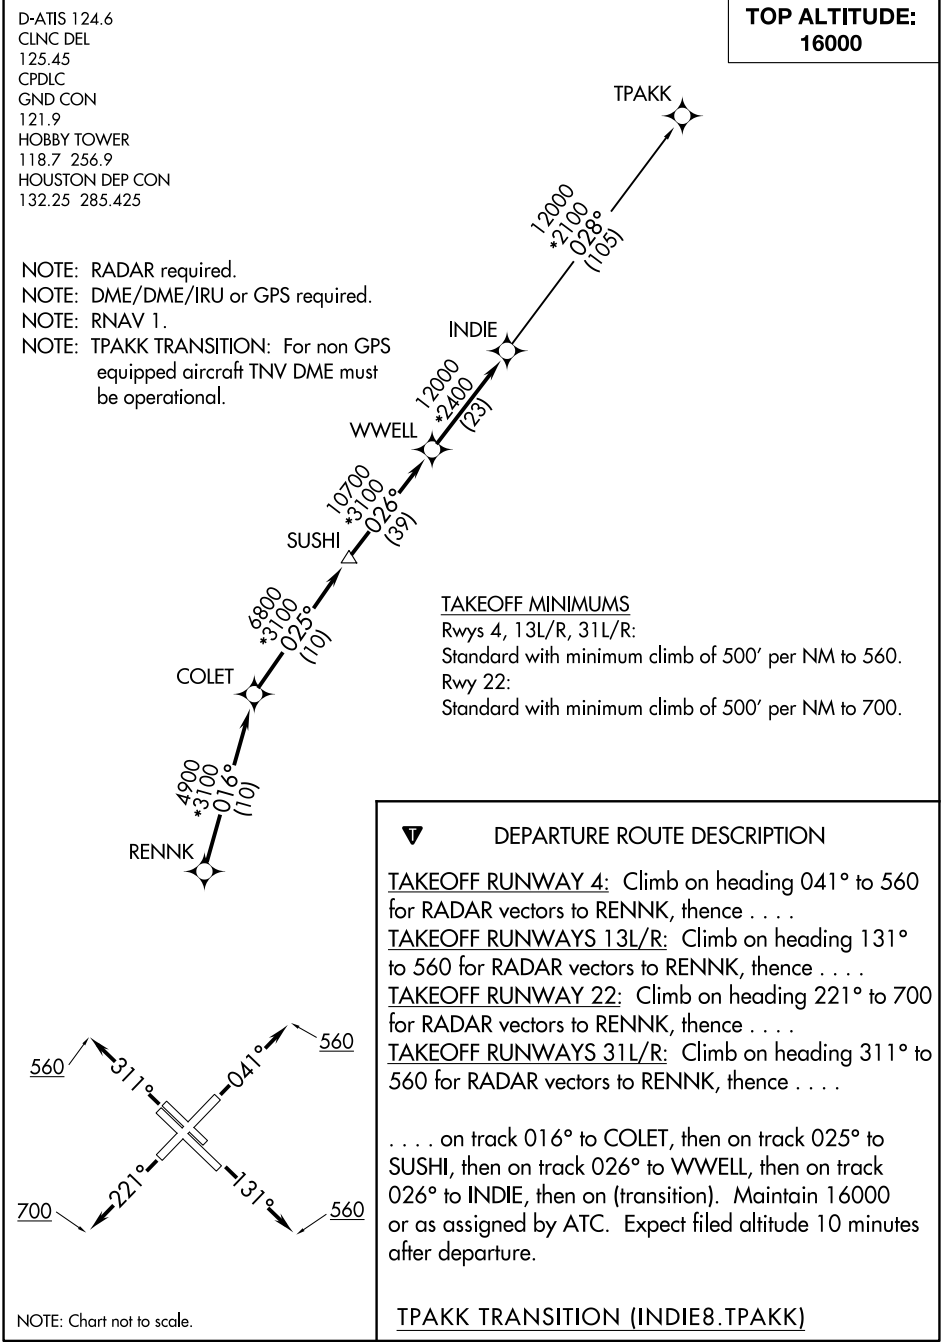 D-ATIS 124.6
CLNC DEL
125.45
CPDLC
GND CON
121.9
HOBBY TOWER
118.7 256.9
HOUSTON DEP CON
132.25 285.425
TOP ALTITUDE:
16000
NOTE: RADAR required.
NOTE: DME/DME/IRU or GPS required.
NOTE: RNAV 1.
NOTE: TPAKK TRANSITION: For non GPS
equipped aircraft TNV DME must
be operational.
TPAKK
12000
*2100
028°
(105)
INDIE
12000
*2400
(23)
WWELL
10700
*3100
026°
(39)
SUSHI
6800
*3100
025°
(10)
COLET
4900
*3100
016°
(10)
RENNK
TAKEOFF MINIMUMS
Rwys 4, 13L/R, 31L/R:
Standard with minimum climb of 500' per NM to 560.
Rwy 22:
Standard with minimum climb of 500' per NM to 700.
T
DEPARTURE ROUTE DESCRIPTION
TAKEOFF RUNWAY 4: Climb on heading 041° to 560
for RADAR vectors to RENNK, thence . . . .
TAKEOFF RUNWAYS 13L/R: Climb on heading 131°
to 560 for RADAR vectors to RENNK, thence . . . .
TAKEOFF RUNWAY 22: Climb on heading 221° to 700
for RADAR vectors to RENNK, thence . . . .
TAKEOFF RUNWAYS 31L/R: Climb on heading 311° to
560 for RADAR vectors to RENNK, thence . . . .
. . . . on track 016° to COLET, then on track 025° to
SUSHI, then on track 026° to WWELL, then on track
026° to INDIE, then on (transition). Maintain 16000
or as assigned by ATC. Expect filed altitude 10 minutes
after departure.
TPAKK TRANSITION (INDIE8.TPAKK)
560
311°
041°
560
700
221°
131°
560
NOTE: Chart not to scale.